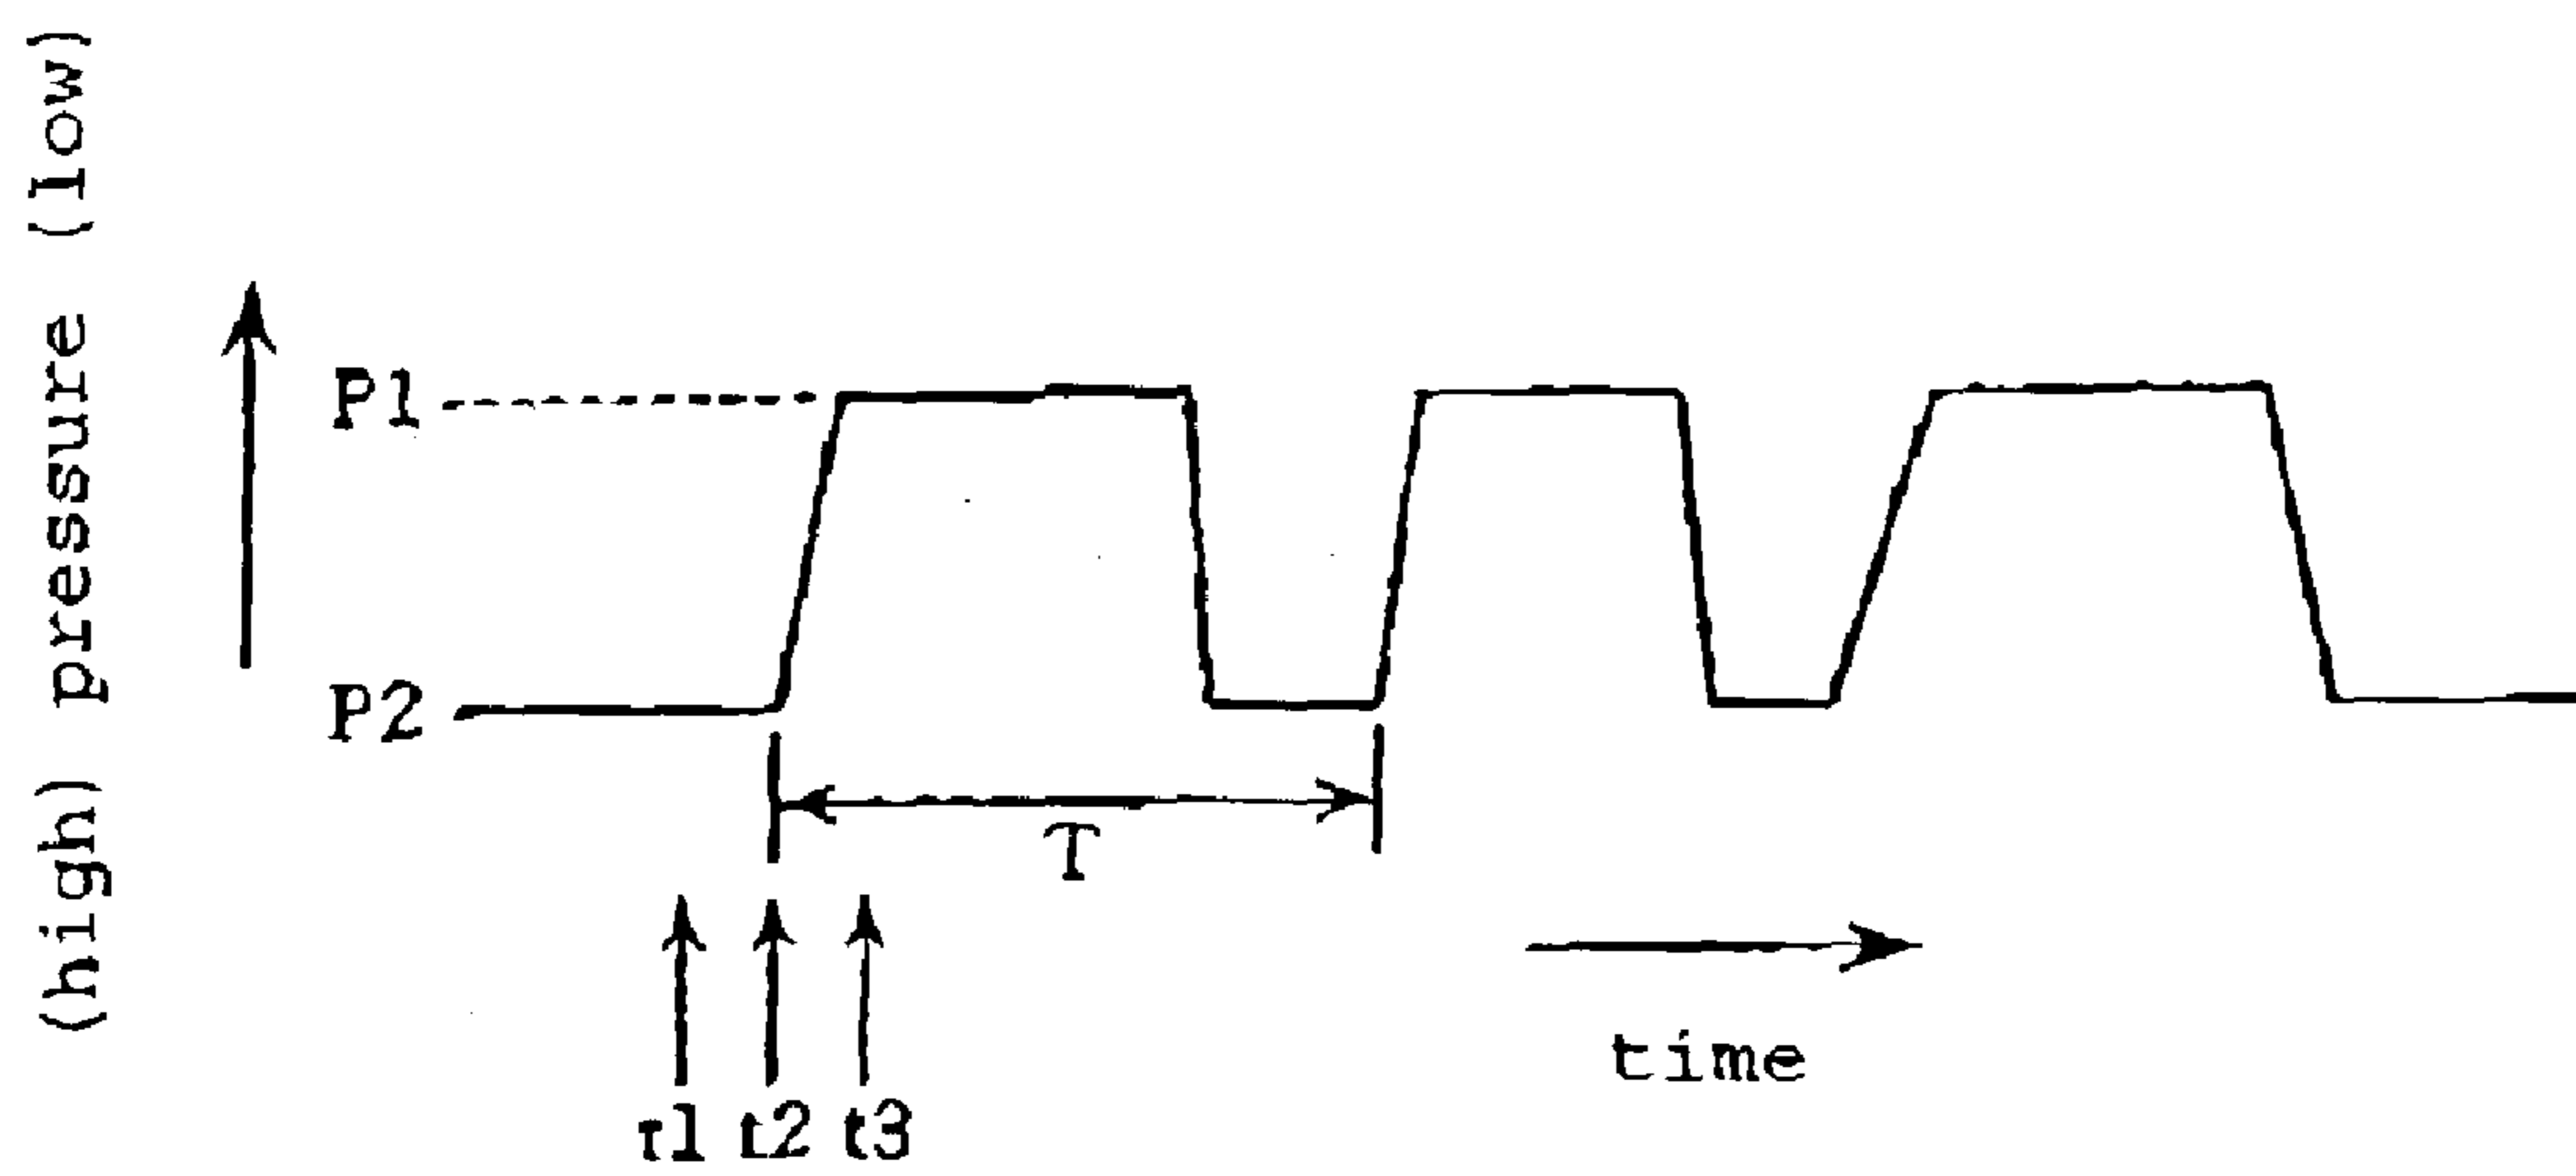 (high) pressure (low)
P1
P2
T
t1 t2 t3
time